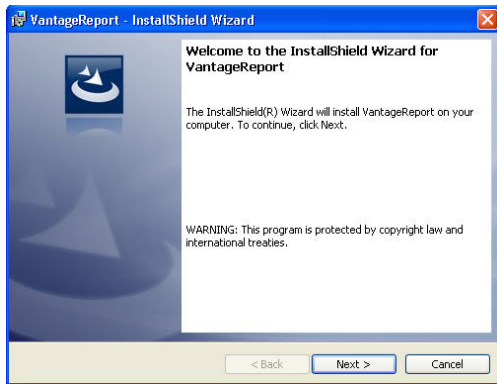 VantageReport - InstallShield Wizard
Welcome to the InstallShield Wizard for
VantageReport
The InstallShield(R) Wizard will install VantageReport on your
computer. To continue, click Next.
WARNING: This program is protected by copyright law and
international treaties.
< Back Next > Cancel